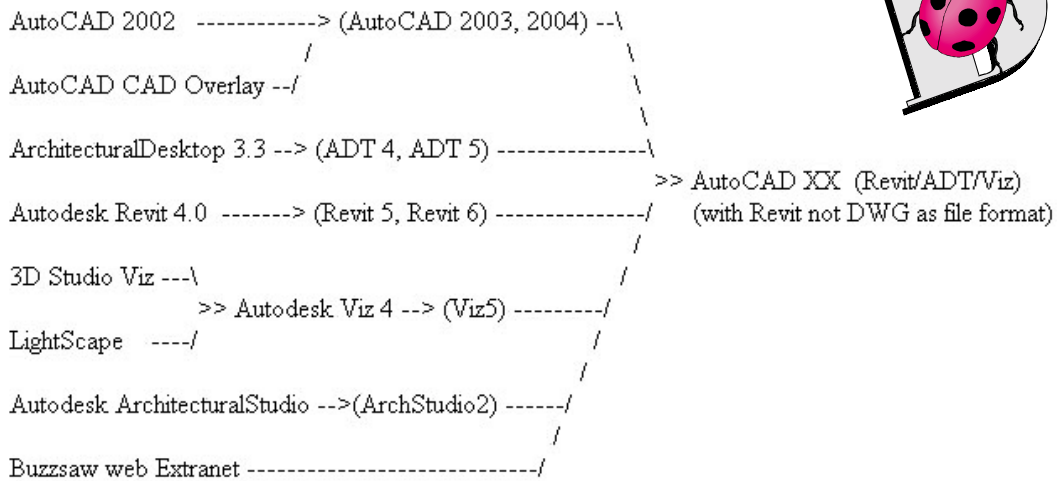 AutoCAD 2002 ------------> (AutoCAD 2003, 2004) --\
/ \
AutoCAD CAD Overlay --/ \
\
ArchitecturalDesktop 3.3 --> (ADT 4, ADT 5) ---------------\
>> AutoCAD XX (Revit/ADT/Viz)
Autodesk Revit 4.0 -------> (Revit 5, Revit 6) ---------------/ (with Revit not DWG as file format)
/
3D Studio Viz ---\ /
>> Autodesk Viz 4 --> (Viz5) ---------/
LightScape ----/ /
/
Autodesk ArchitecturalStudio -->(ArchStudio2) ------/
/
Buzzsaw web Extranet -----------------------------/